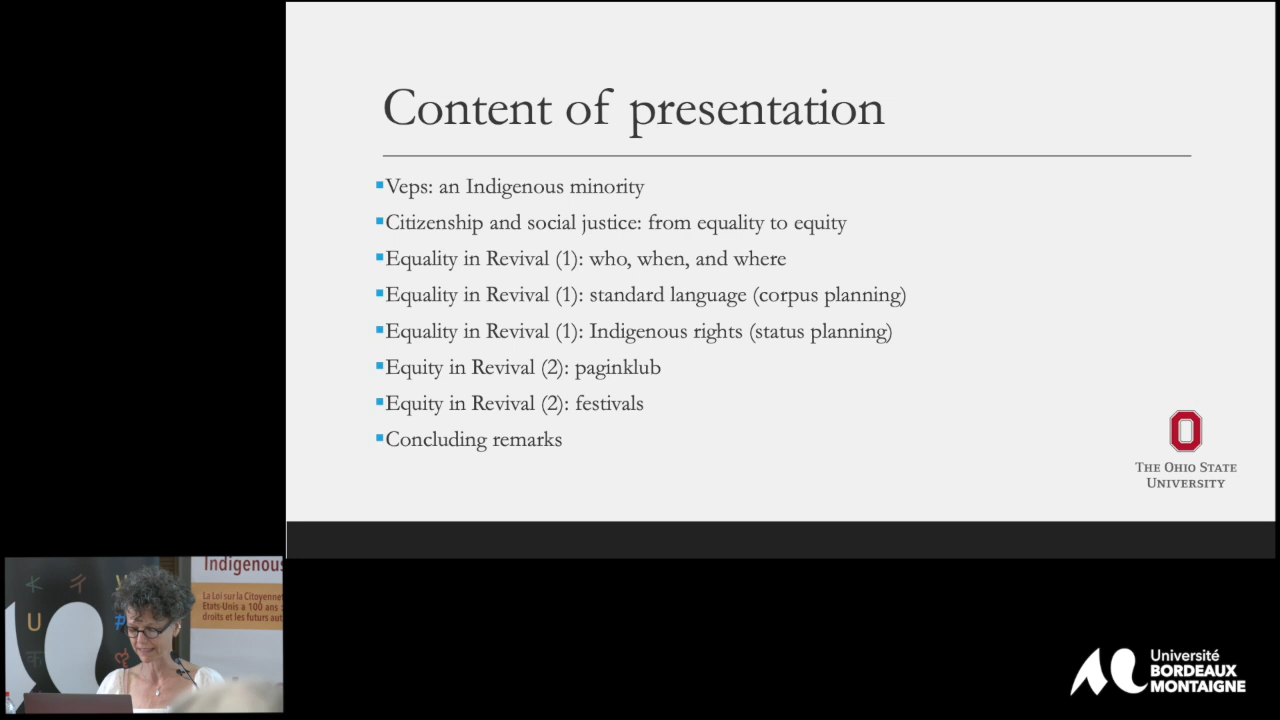 Content of presentation
Veps: an Indigenous minority
Citizenship and social justice: from equality to equity
Equality in Revival (1): who, when, and where
Equality in Revival (1): standard language (corpus planning)
Equality in Revival (1): Indigenous rights (status planning)
Equity in Revival (2): paginklub
Equity in Revival (2): festivals
Concluding remarks
THE OHIO STATE
UNIVERSITY
Indigenous
La Loi sur la Citoyennet
Etats-Unis a 100 ans :
droits et les futurs aut
U
Université
BORDEAUX
MONTAIGNE